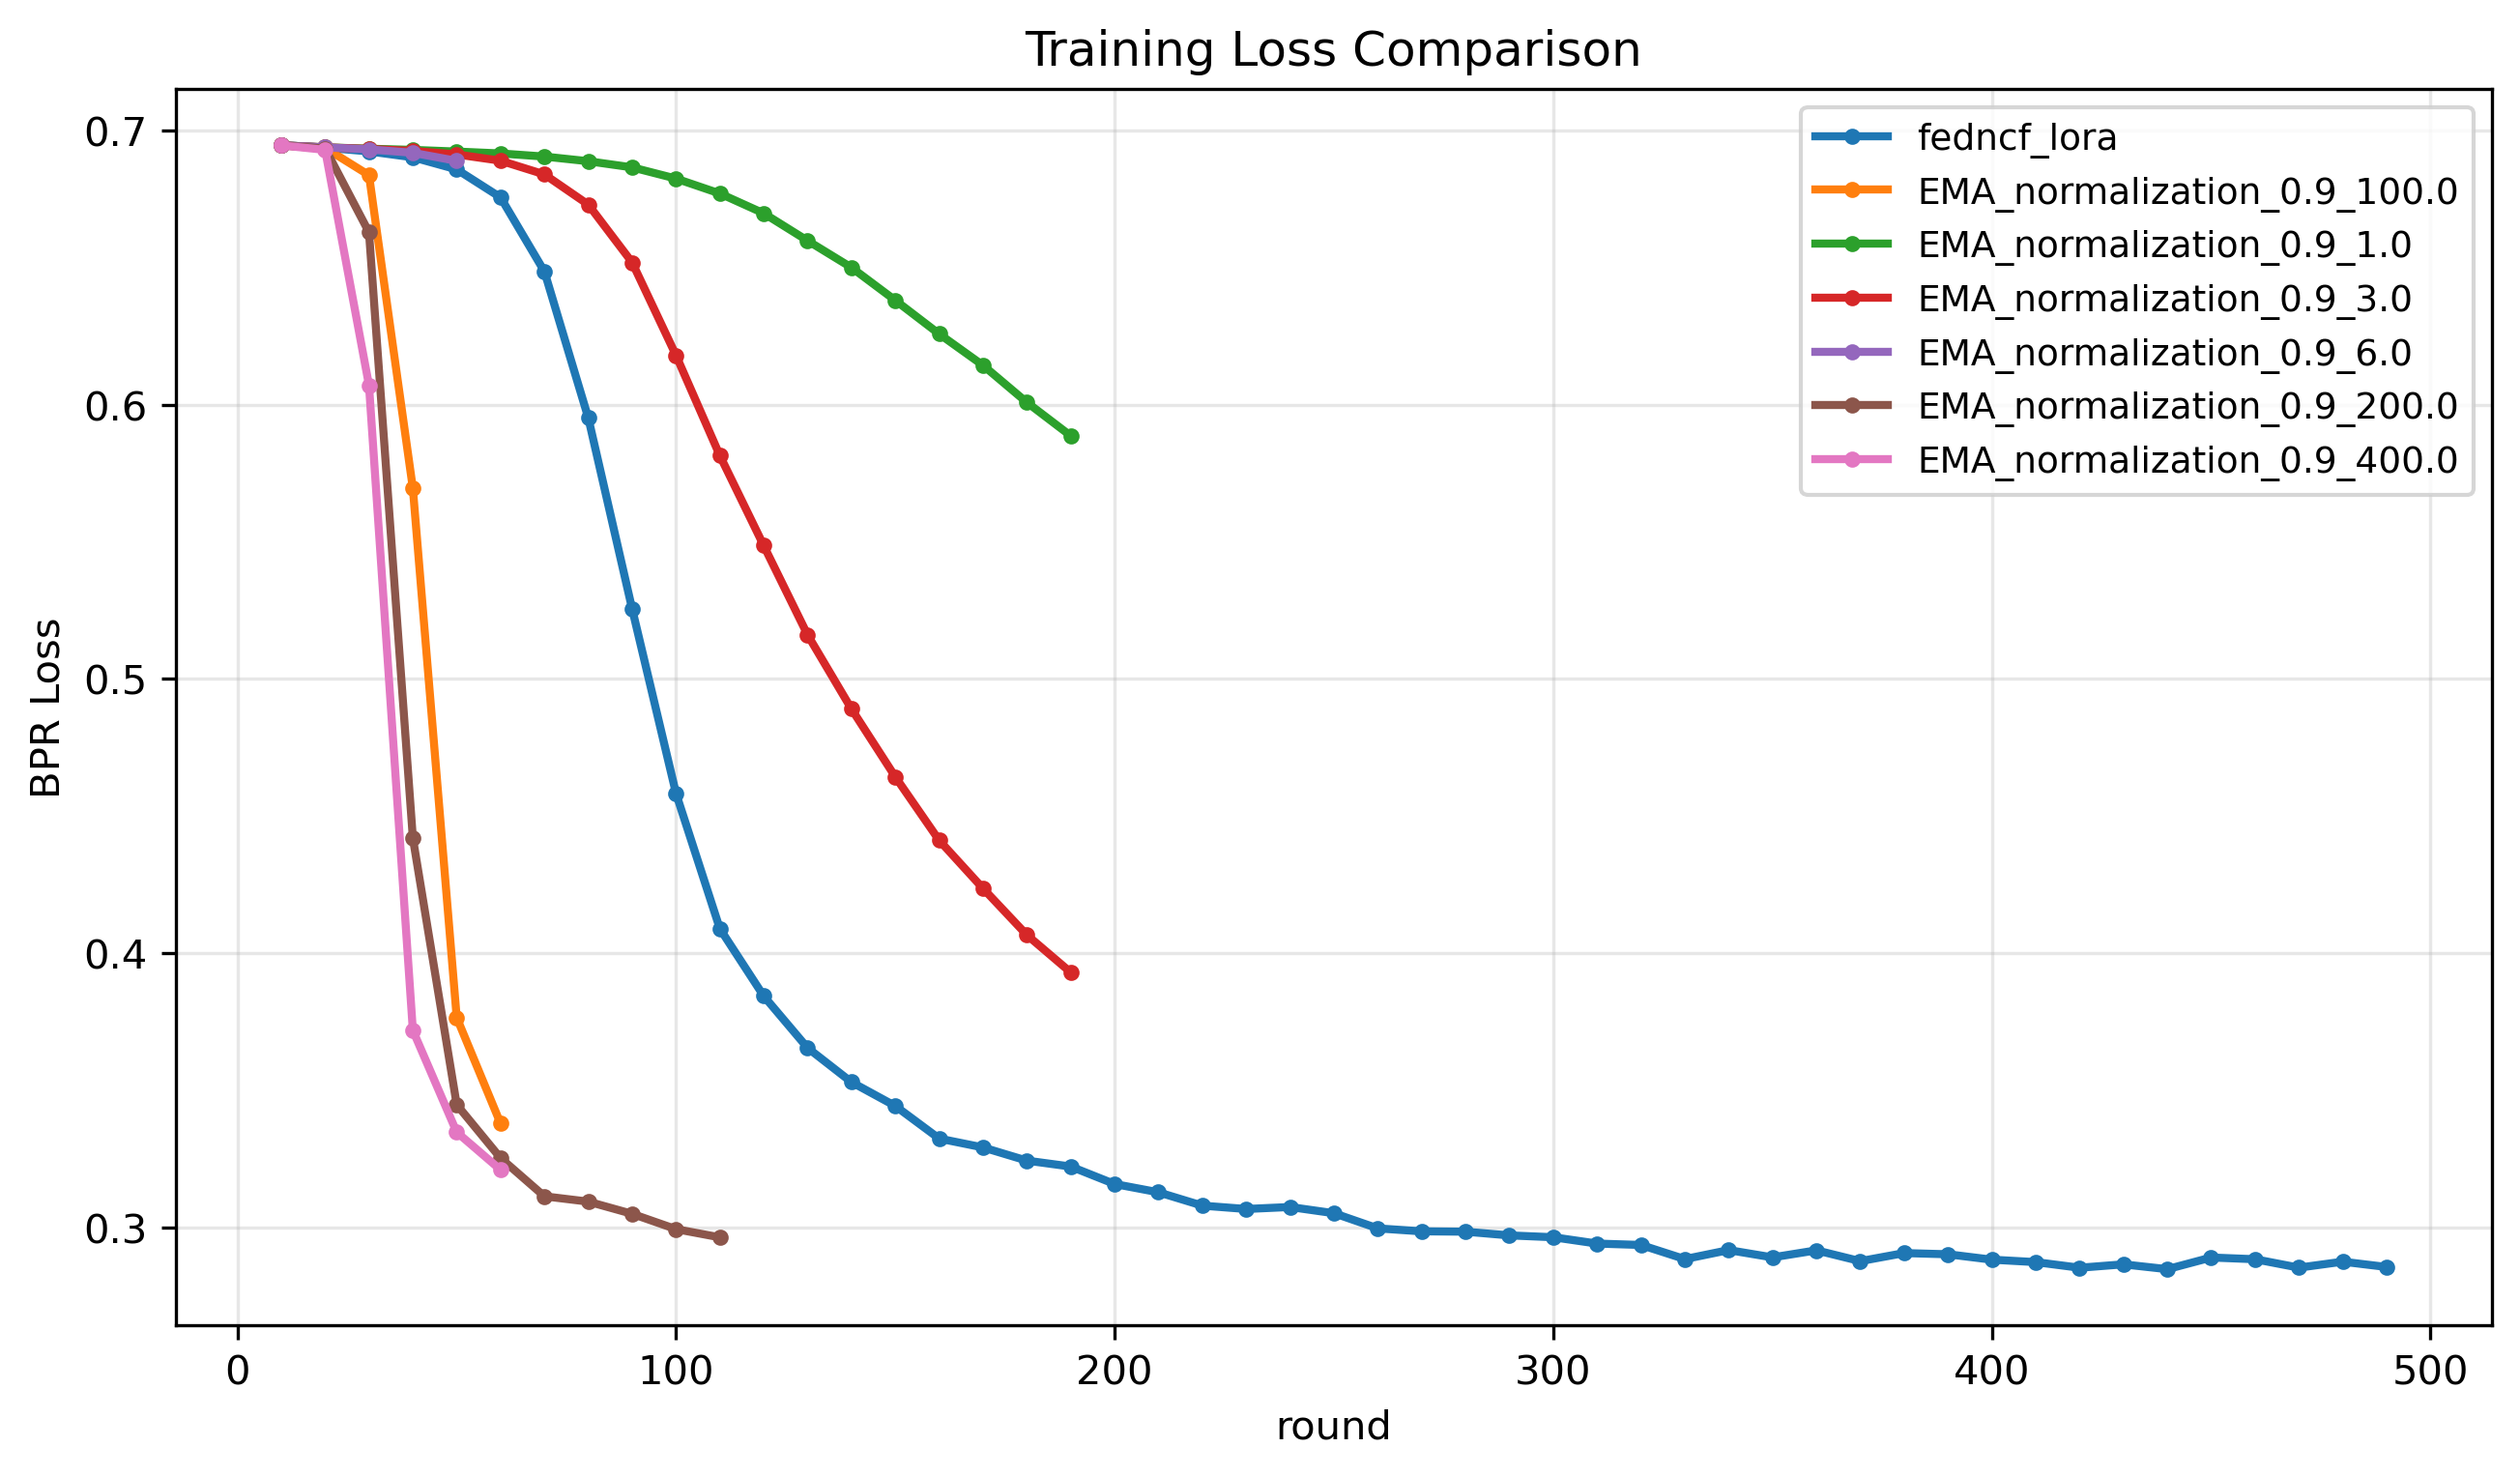 Training Loss Comparison
BPR Loss
0.7
0.6
0.5
0.4
0.3
0
100
200
300
400
500
round
fedncf_lora
EMA_normalization_0.9_100.0
EMA_normalization_0.9_1.0
EMA_normalization_0.9_3.0
EMA_normalization_0.9_6.0
EMA_normalization_0.9_200.0
EMA_normalization_0.9_400.0